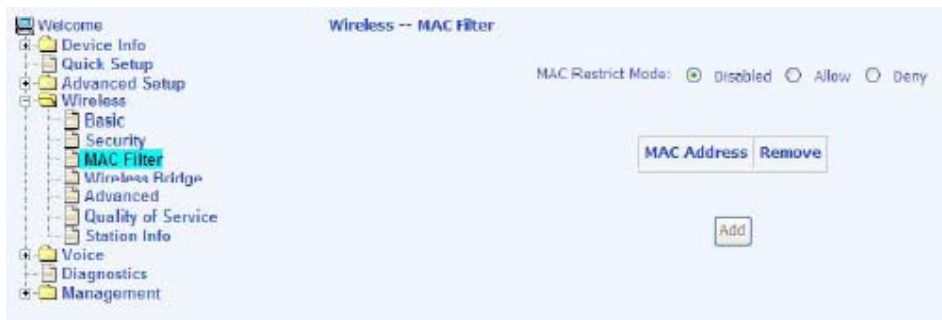 Welcome
Device Info
Quick Setup
Advanced Setup
Wireless
Basic
Security
MAC Filter
Wireless Bridge
Advanced
Quality of Service
Station Info
Voice
Diagnostics
Management
Wireless -- MAC Filter
MAC Restrict Mode: Disabled Allow Deny
MAC Address Remove
Add